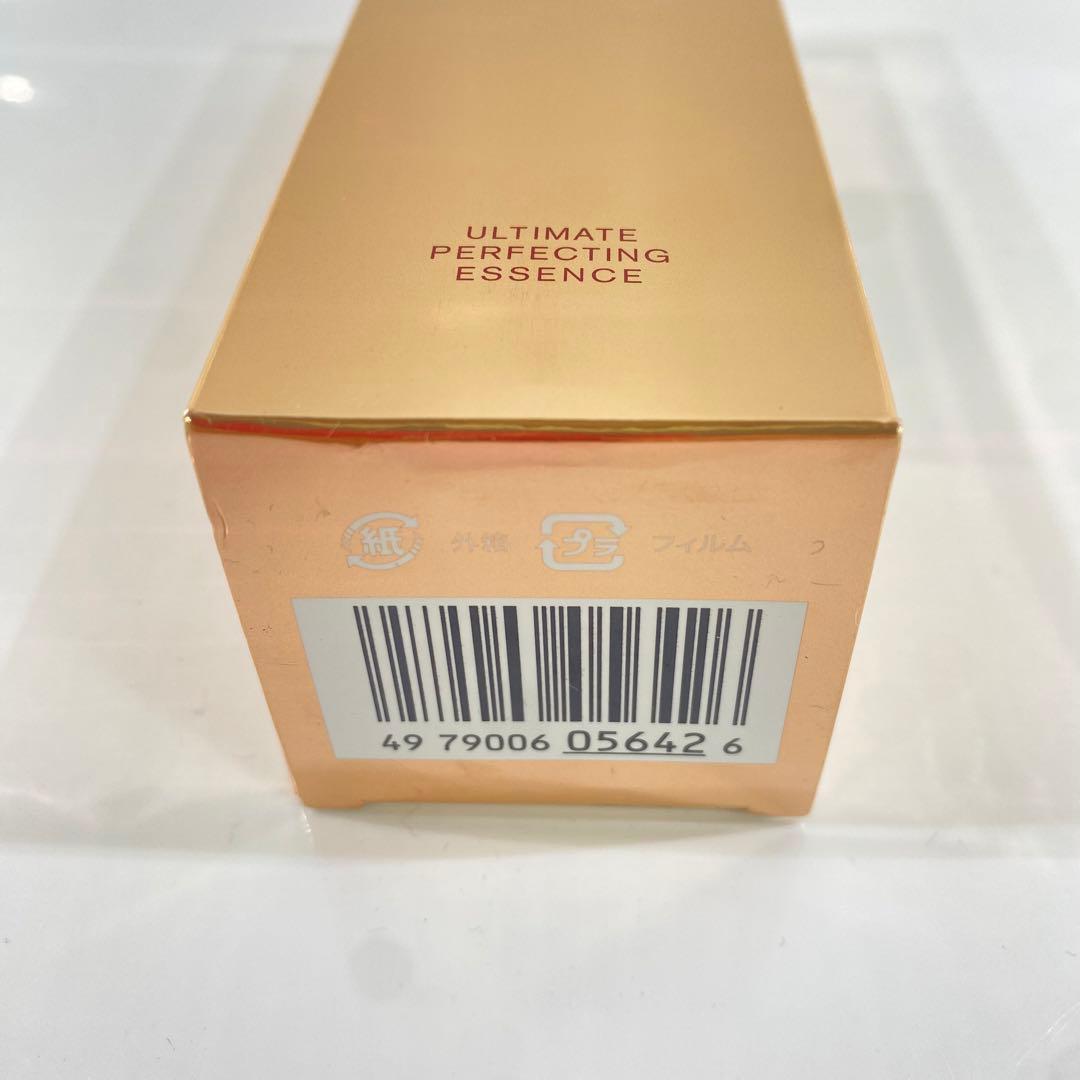 ULTIMATE
PERFECTING
ESSENCE
紙 外箱 プラ フィルム
49 79006 05642 6